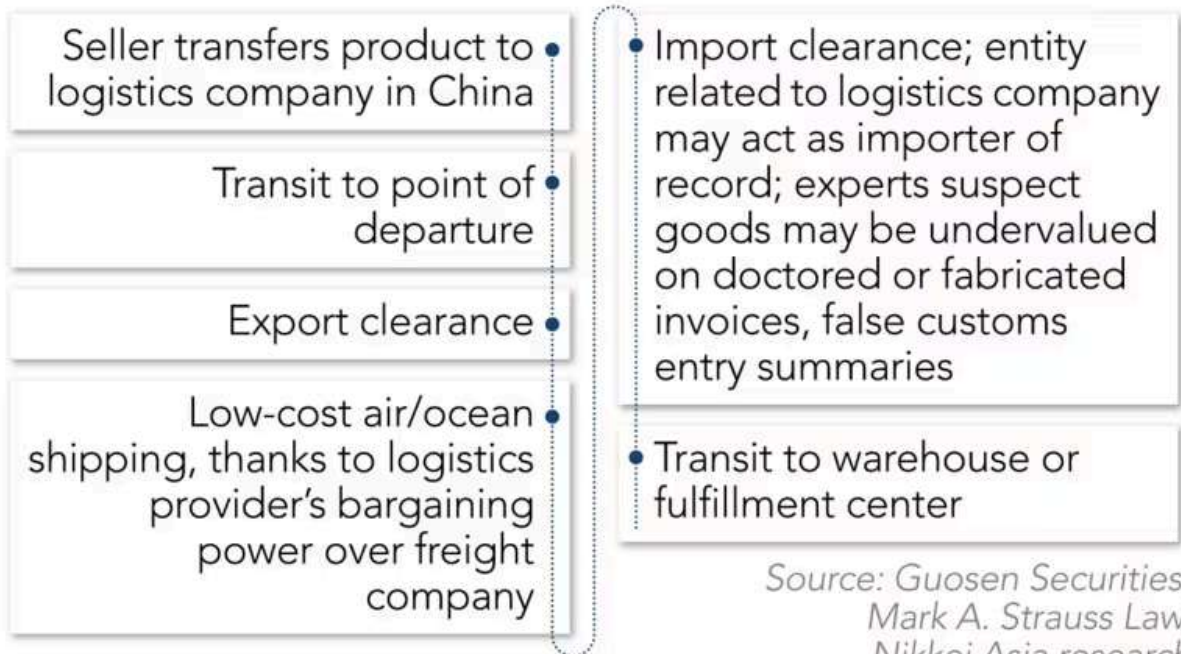 Seller transfers product to
logistics company in China
Transit to point of
departure
Export clearance
Low-cost air/ocean
shipping, thanks to logistics
provider's bargaining
power over freight
company
Import clearance; entity
related to logistics company
may act as importer of
record; experts suspect
goods may be undervalued
on doctored or fabricated
invoices, false customs
entry summaries
Transit to warehouse or
fulfillment center
Source: Guosen Securities
Mark A. Strauss Law
Nikkei Asia research